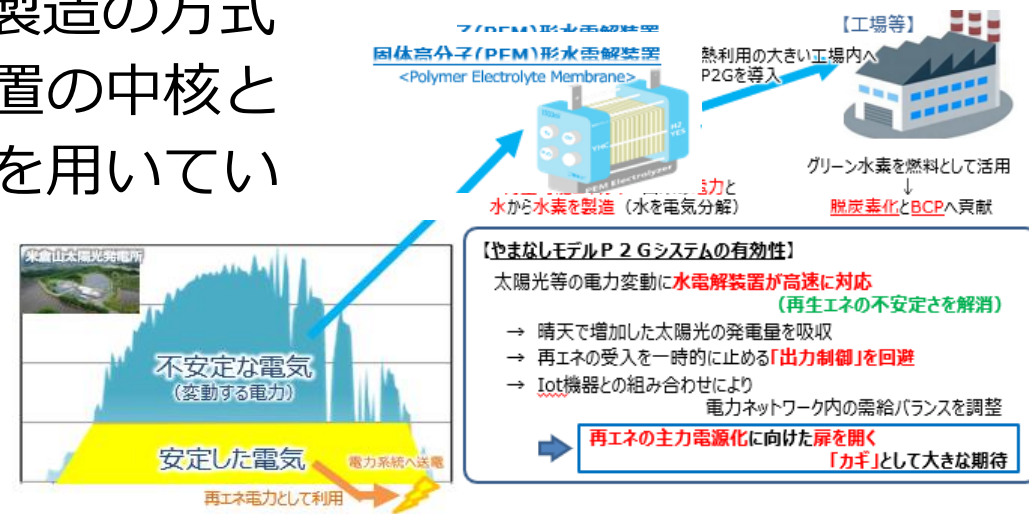 製造の方式
置の中核と
を用いてい
固体高分子(PEM)形水電解装置
<Polymer Electrolyte Membrane>
YHC
H2
YES
PEM Electrolyzer
電力と
水から水素を製造（水を電気分解）
熱利用の大きい工場内へ
P2Gを導入
【工場等】
グリーン水素を燃料として活用
↓
脱炭素化とBCPへ貢献
米倉山太陽光発電所
不安定な電気
（変動する電力）
安定した電気
電力系統へ送電
再エネ電力として利用
【やまなしモデルＰ２Ｇシステムの有効性】
太陽光等の電力変動に水電解装置が高速に対応
（再生エネの不安定さを解消）
→ 晴天で増加した太陽光の発電量を吸収
→ 再エネの受入を一時的に止める「出力制御」を回避
→ Iot機器との組み合わせにより
電力ネットワーク内の需給バランスを調整
再エネの主力電源化に向けた扉を開く
「カギ」として大きな期待